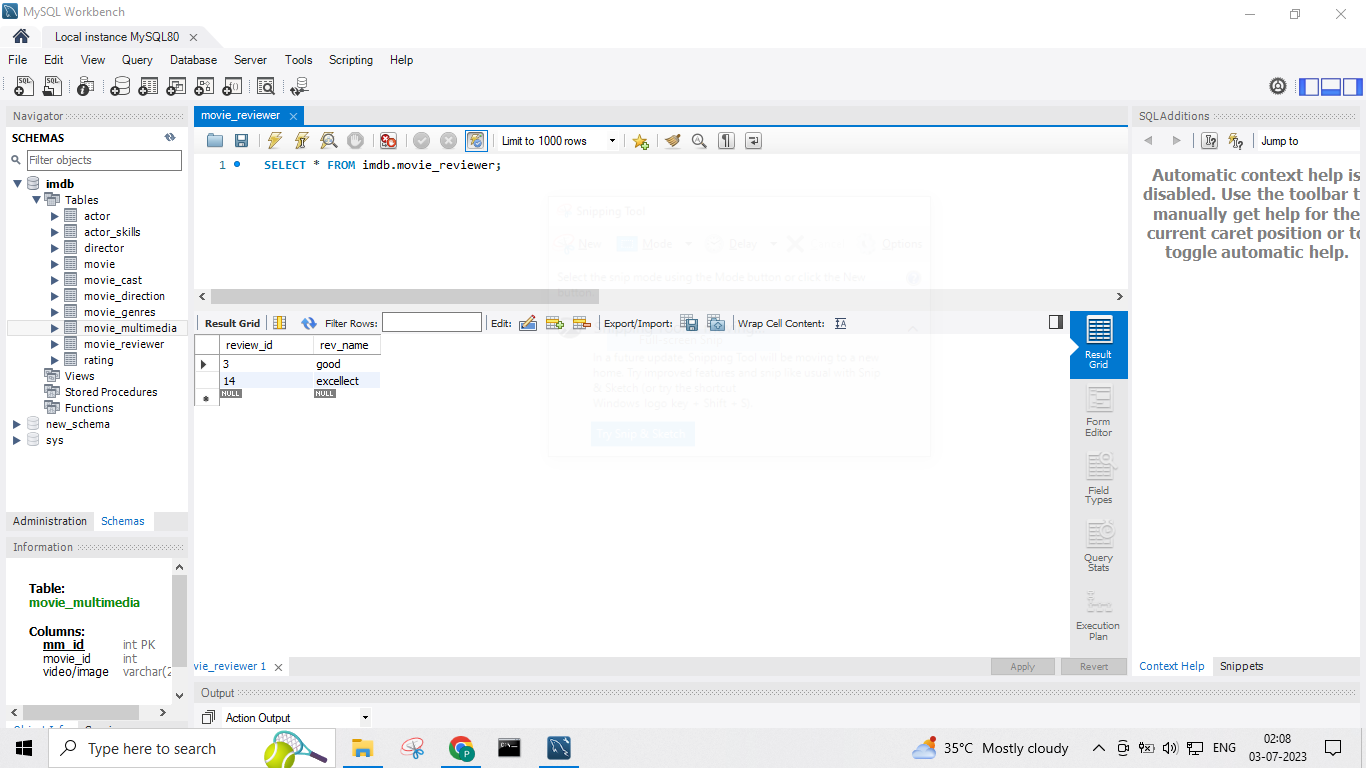 MySQL Workbench
Local instance MySQL80
File Edit View Query Database Server Tools Scripting Help
Navigator
SCHEMAS
Filter objects
imdb
Tables
actor
actor_skills
director
movie
movie_cast
movie_direction
movie_genres
movie_multimedia
movie_reviewer
rating
Views
Stored Procedures
Functions
new_schema
sys
Administration Schemas
Information
Table:
movie_multimedia
Columns:
mm_id int PK
movie_id int
video/image varchar(2
movie_reviewer
Limit to 1000 rows
1 SELECT * FROM imdb.movie_reviewer;
Snipping Tool
New Mode Delay Options
Select the snip mode using the Mode button or click the New
In a future update, Snipping Tool will be moving to a new
home. Try improved features and snip like usual with Snip
& Sketch (or try the shortcut
Windows logo key + Shift + S).
Try Snip & Sketch
Result Grid Filter Rows: Edit: Export/Import: Wrap Cell Content:
review_id rev_name
3 good
14 excellect
NULL NULL
Result
Grid
Form
Editor
Field
Types
Query
Stats
Execution
Plan
vie_reviewer 1
Apply Revert
Output
Action Output
SQLAdditions
Jump to
Automatic context help is
disabled. Use the toolbar t
manually get help for the
current caret position or to
toggle automatic help.
Context Help Snippets
Type here to search
35°C Mostly cloudy
ENG
02:08
03-07-2023